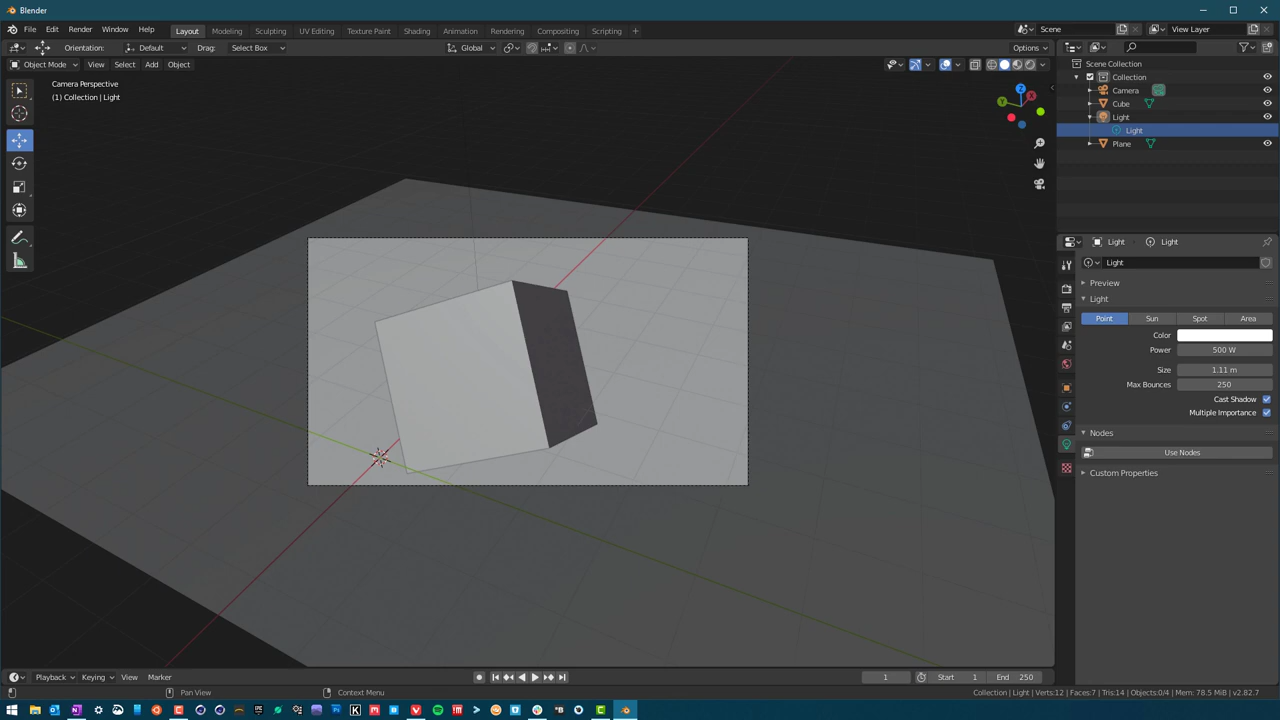 Blender
File Edit Render Window Help
Layout Modeling Sculpting UV Editing Texture Paint Shading Animation Rendering Compositing Scripting +
Scene
View Layer
Orientation: Default Drag: Select Box
Global
Options
Object Mode View Select Add Object
Camera Perspective
(1) Collection | Light
Z
Y
X
Scene Collection
Collection
Camera
Cube
Light
Light
Plane
Light Light
Light
Preview
Light
Point Sun Spot Area
Color
Power 500 W
Size 1.11 m
Max Bounces 250
Cast Shadow
Multiple Importance
Nodes
Use Nodes
Custom Properties
Playback Keying View Marker
1
Start 1
End 250
Pan View
Context Menu
Collection | Light | Verts:12 | Faces:7 | Tris:14 | Objects:0/4 | Mem: 78.5 MiB | v2.82.7